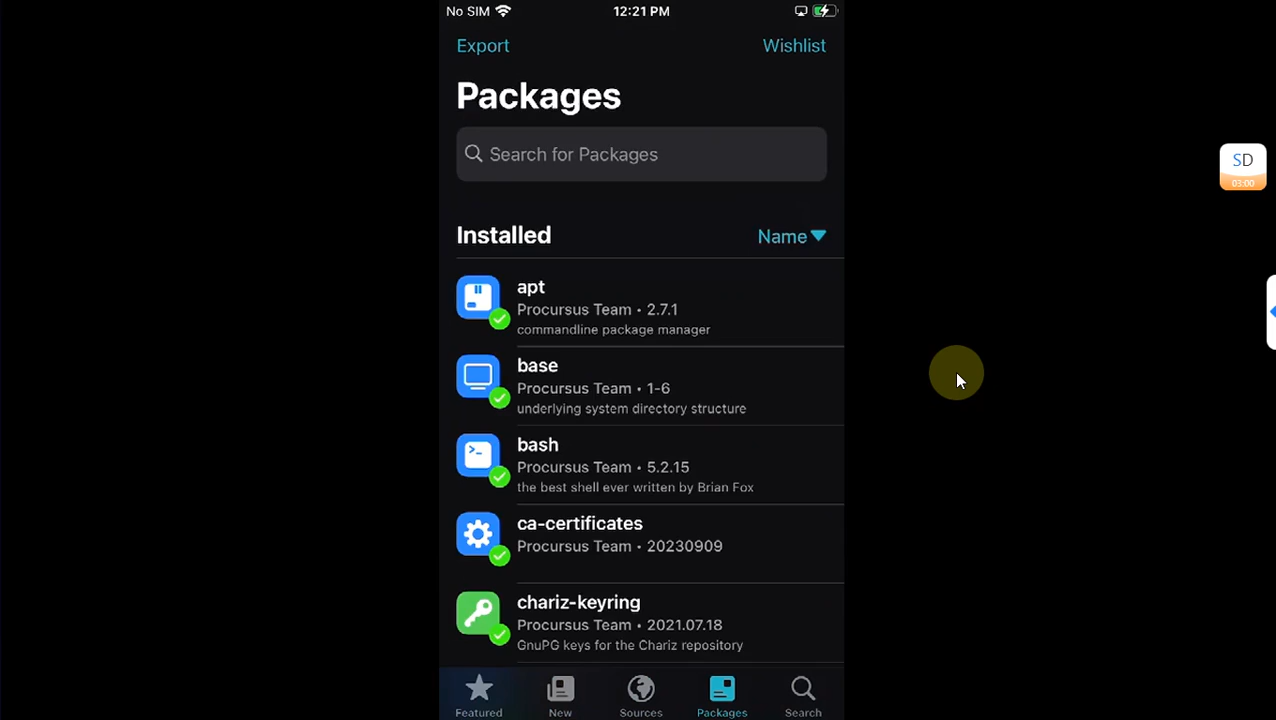 No SIM
12:21 PM
Export
Wishlist
Packages
Search for Packages
SD
03:00
Installed
Name
apt
Procursus Team • 2.7.1
commandline package manager
base
Procursus Team • 1-6
underlying system directory structure
bash
Procursus Team • 5.2.15
the best shell ever written by Brian Fox
ca-certificates
Procursus Team • 20230909
chariz-keyring
Procursus Team • 2021.07.18
GnuPG keys for the Chariz repository
Featured
New
Sources
Packages
Search